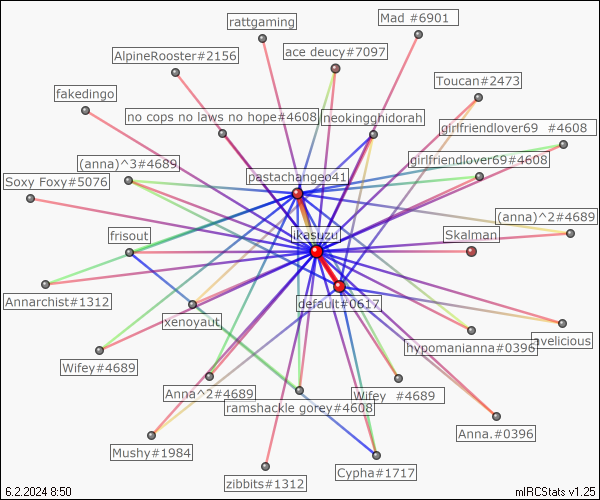 rattgaming
Mad #6901
ace deucy#7097
AlpineRooster#2156
Toucan#2473
fakedingo
no cops no laws no hope#4608
neokingghidorah
girlfriendlover69  #4608
(anna)^3#4689
girlfriendlover69#4608
Soxy Foxy#5076
pastachangeo41
(anna)^2#4689
frisout
ikasuzu
Skalman
Annarchist#1312
default#0617
xenoyaut
hypomanianna#0396
avelicious
Wifey#4689
Anna^2#4689
ramshackle gorey#4608
Wifey  #4689
Anna.#0396
Mushy#1984
Cypha#1717
zibbits#1312
6.2.2024 8:50
mIRCStats v1.25